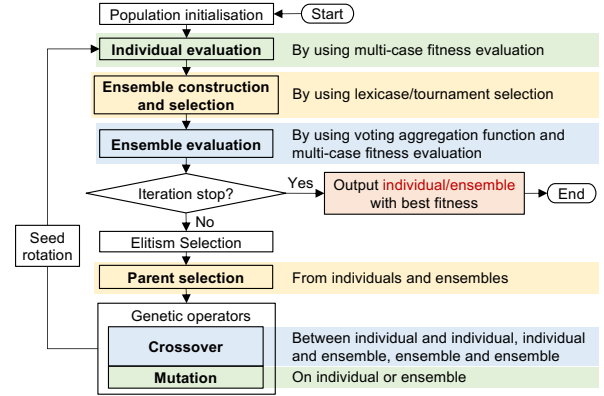 Population initialisation
Start
Individual evaluation
By using multi-case fitness evaluation
Ensemble construction
and selection
By using lexicase/tournament selection
Ensemble evaluation
By using voting aggregation function and
multi-case fitness evaluation
Iteration stop?
Yes
Output individual/ensemble
with best fitness
End
No
Seed
rotation
Elitism Selection
Parent selection
From individuals and ensembles
Genetic operators
Crossover
Between individual and individual, individual
and ensemble, ensemble and ensemble
Mutation
On individual or ensemble